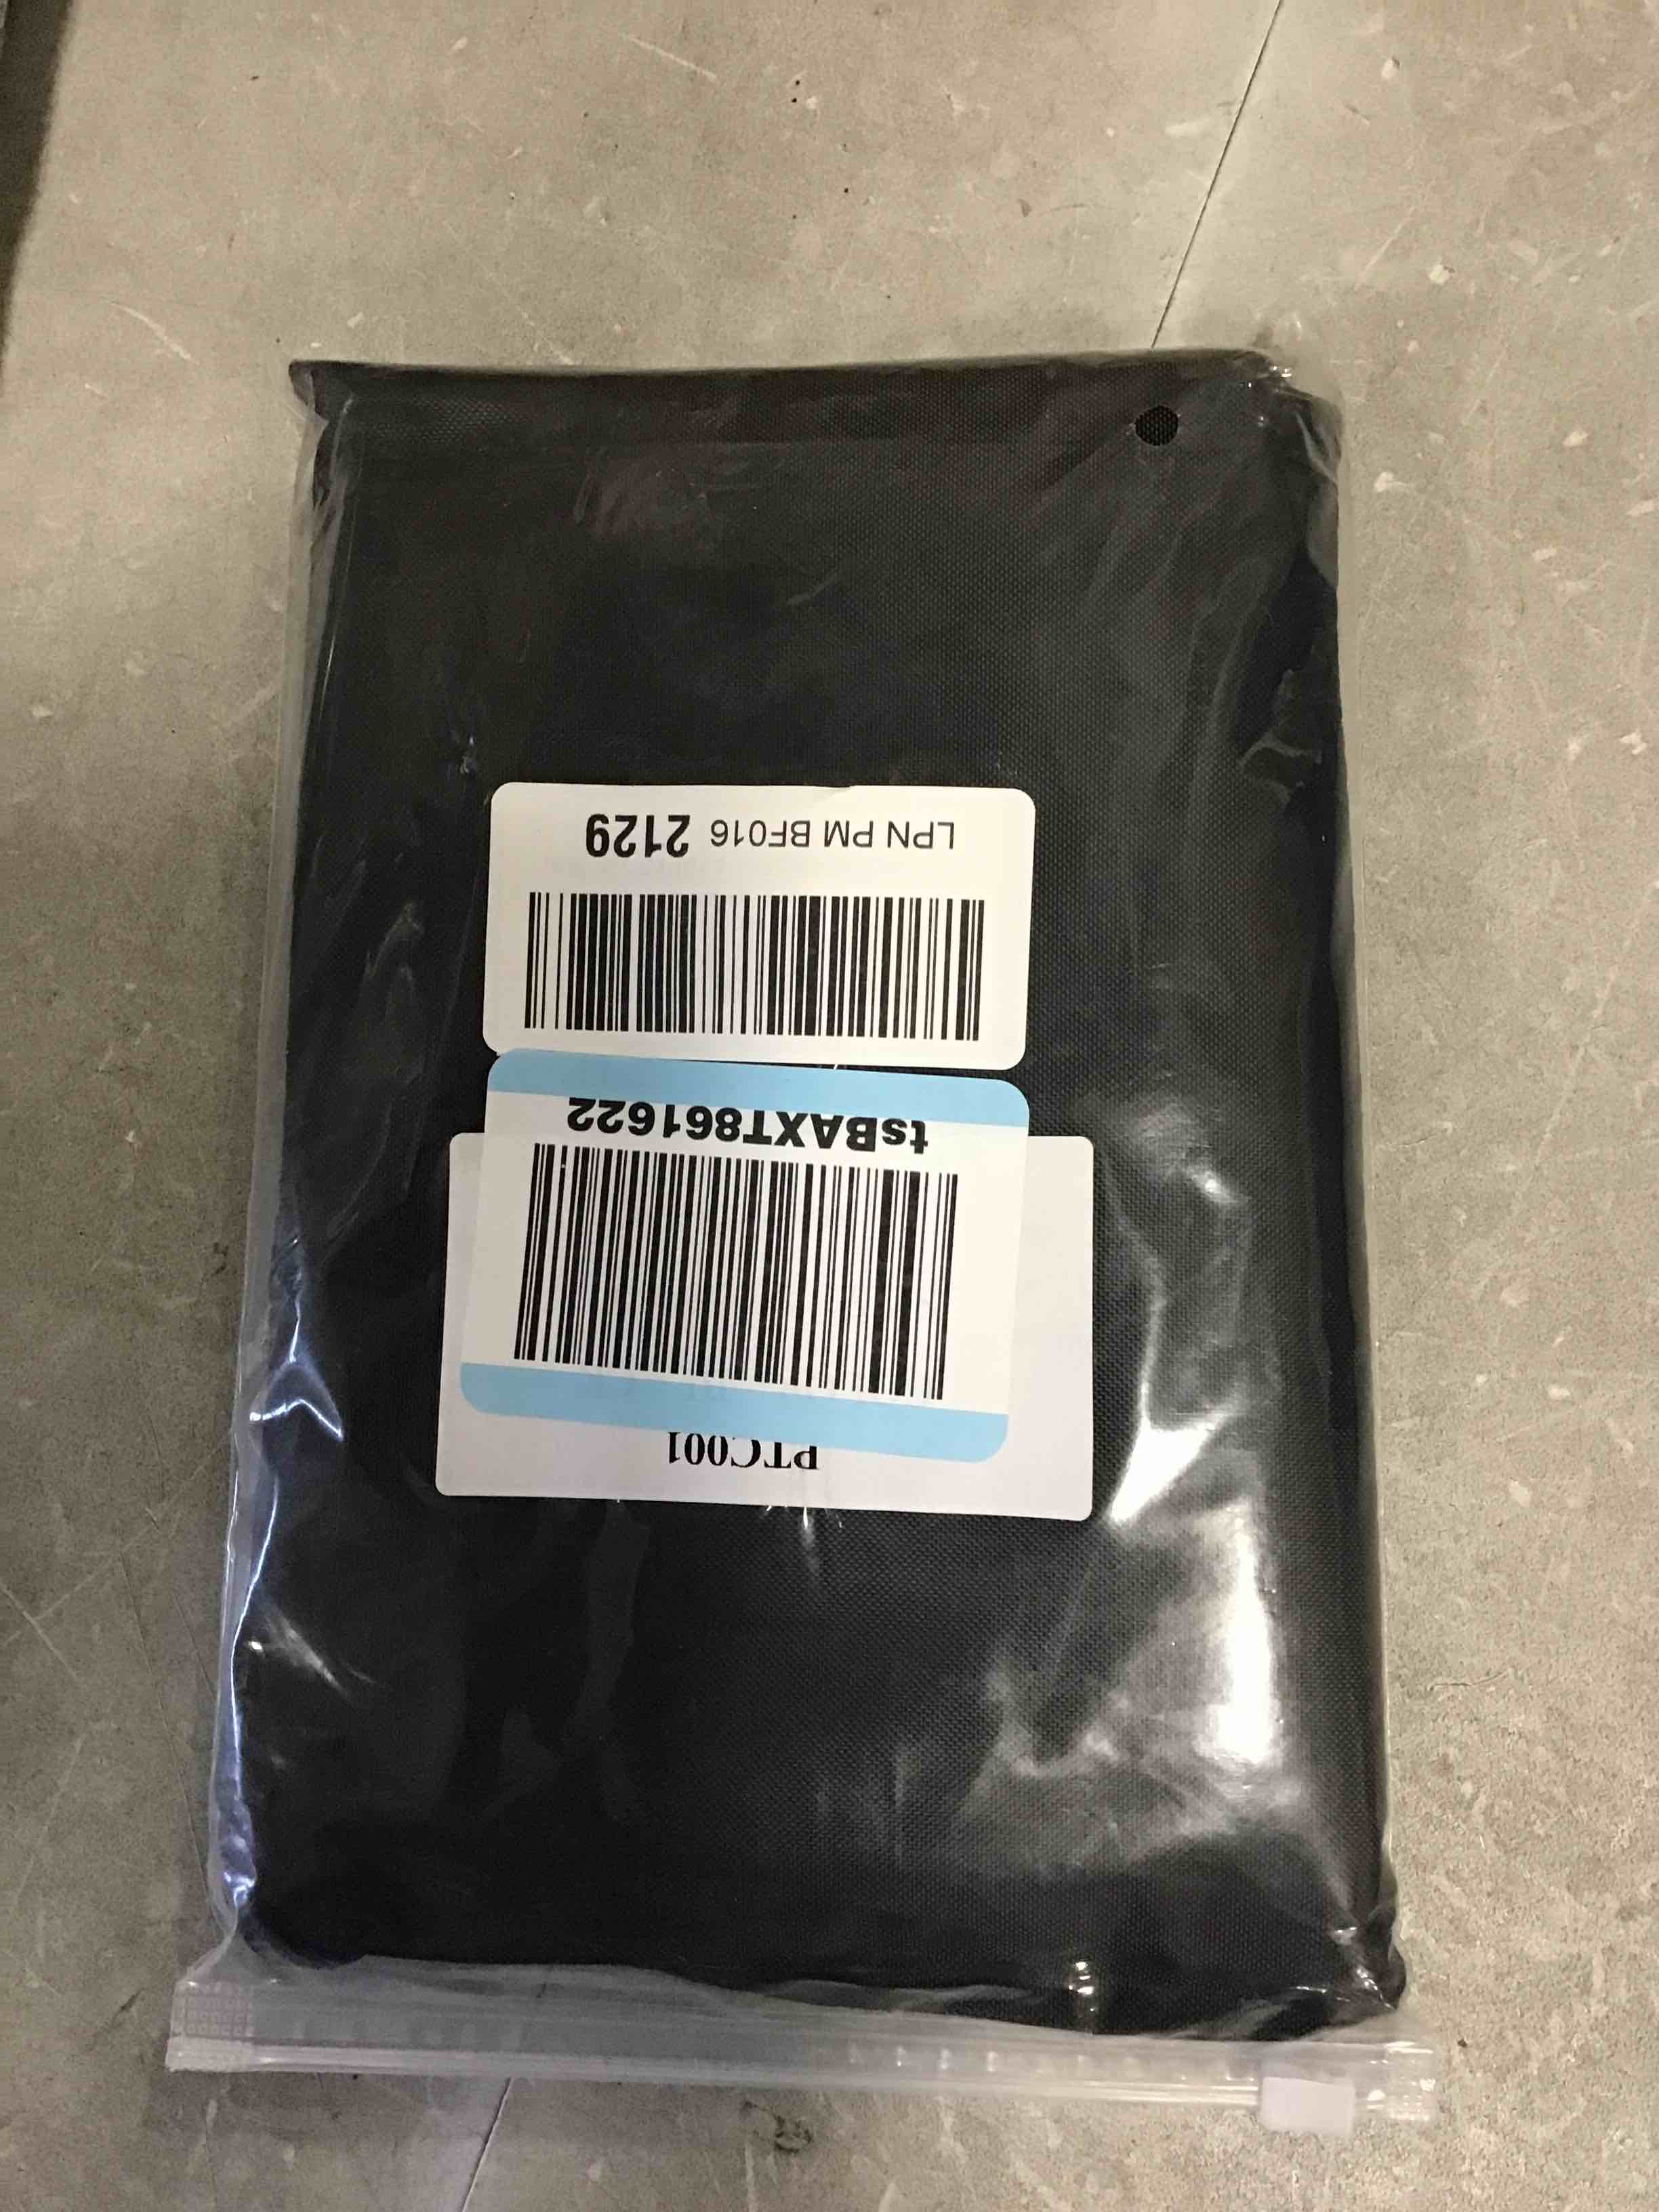 LPN PM BF016 2129
tsBAXT861622
PTC001